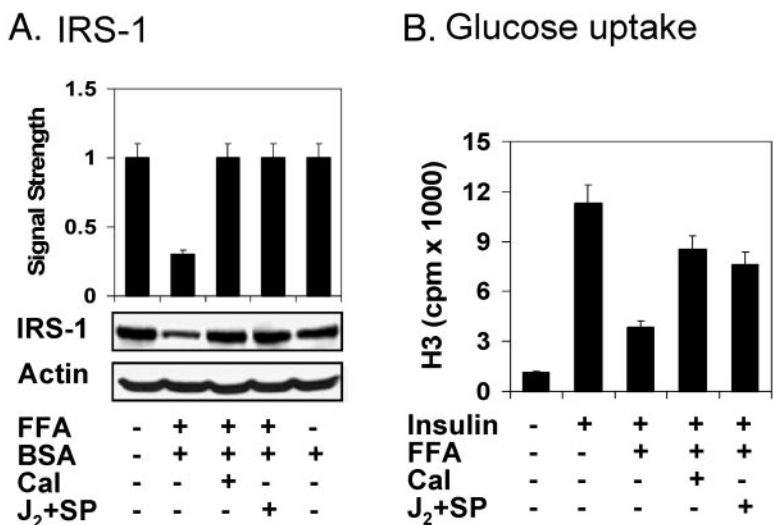 A. IRS-1
1.5
1
0.5
0
Signal Strength
IRS-1
Actin
FFA - + + + -
BSA - + + + +
Cal - - + - -
J₂+SP - - - + -
B. Glucose uptake
15
12
9
6
3
0
H3 (cpm x 1000)
Insulin - + + + +
FFA - - + + +
Cal - - - + -
J₂+SP - - - - +